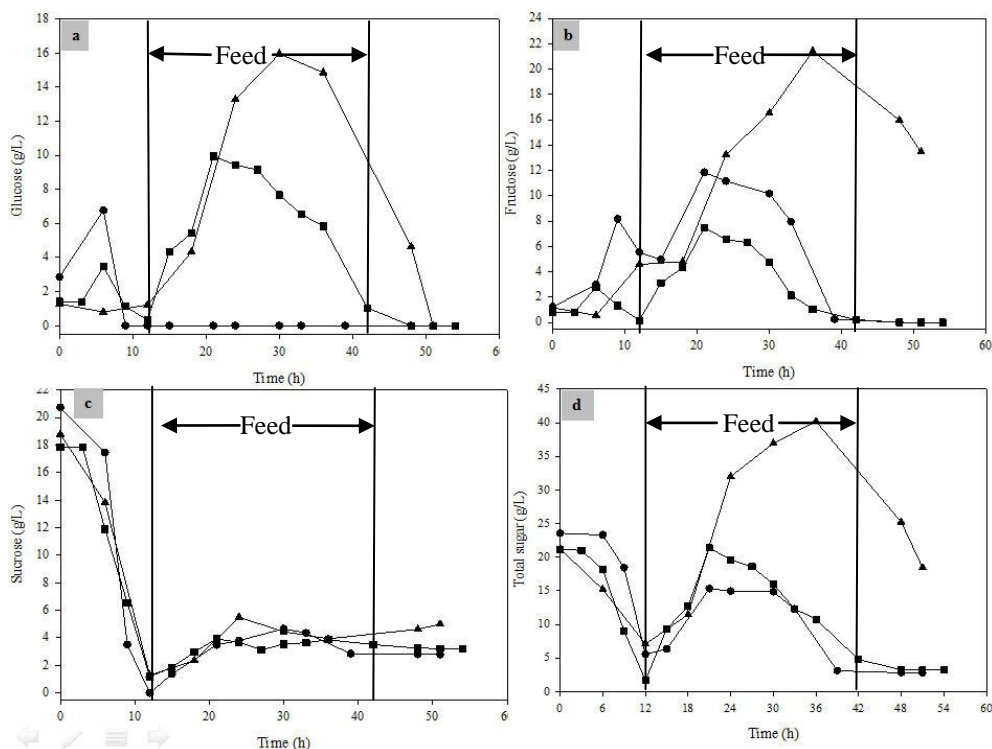 a
Feed
Glucose (g/L)
18
16
14
12
10
8
6
4
2
0
0 10 20 30 40 50 60
Time (h)
b
Feed
Fructose (g/L)
24
22
20
18
16
14
12
10
8
6
4
2
0
0 10 20 30 40 50 60
Time (h)
c
Feed
Sucrose (g/L)
22
20
18
16
14
12
10
8
6
4
2
0
0 10 20 30 40 50 60
Time (h)
d
Feed
Total sugar (g/L)
45
40
35
30
25
20
15
10
5
0
0 6 12 18 24 30 36 42 48 54 60
Time (h)